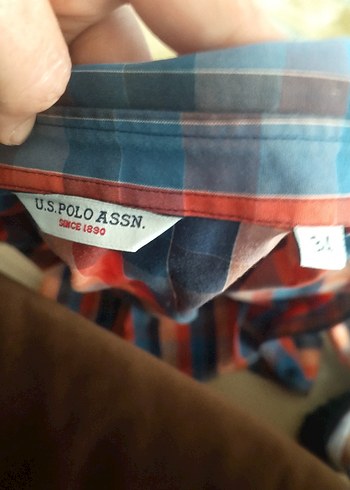 U.S. POLO ASSN.
SINCE 1890